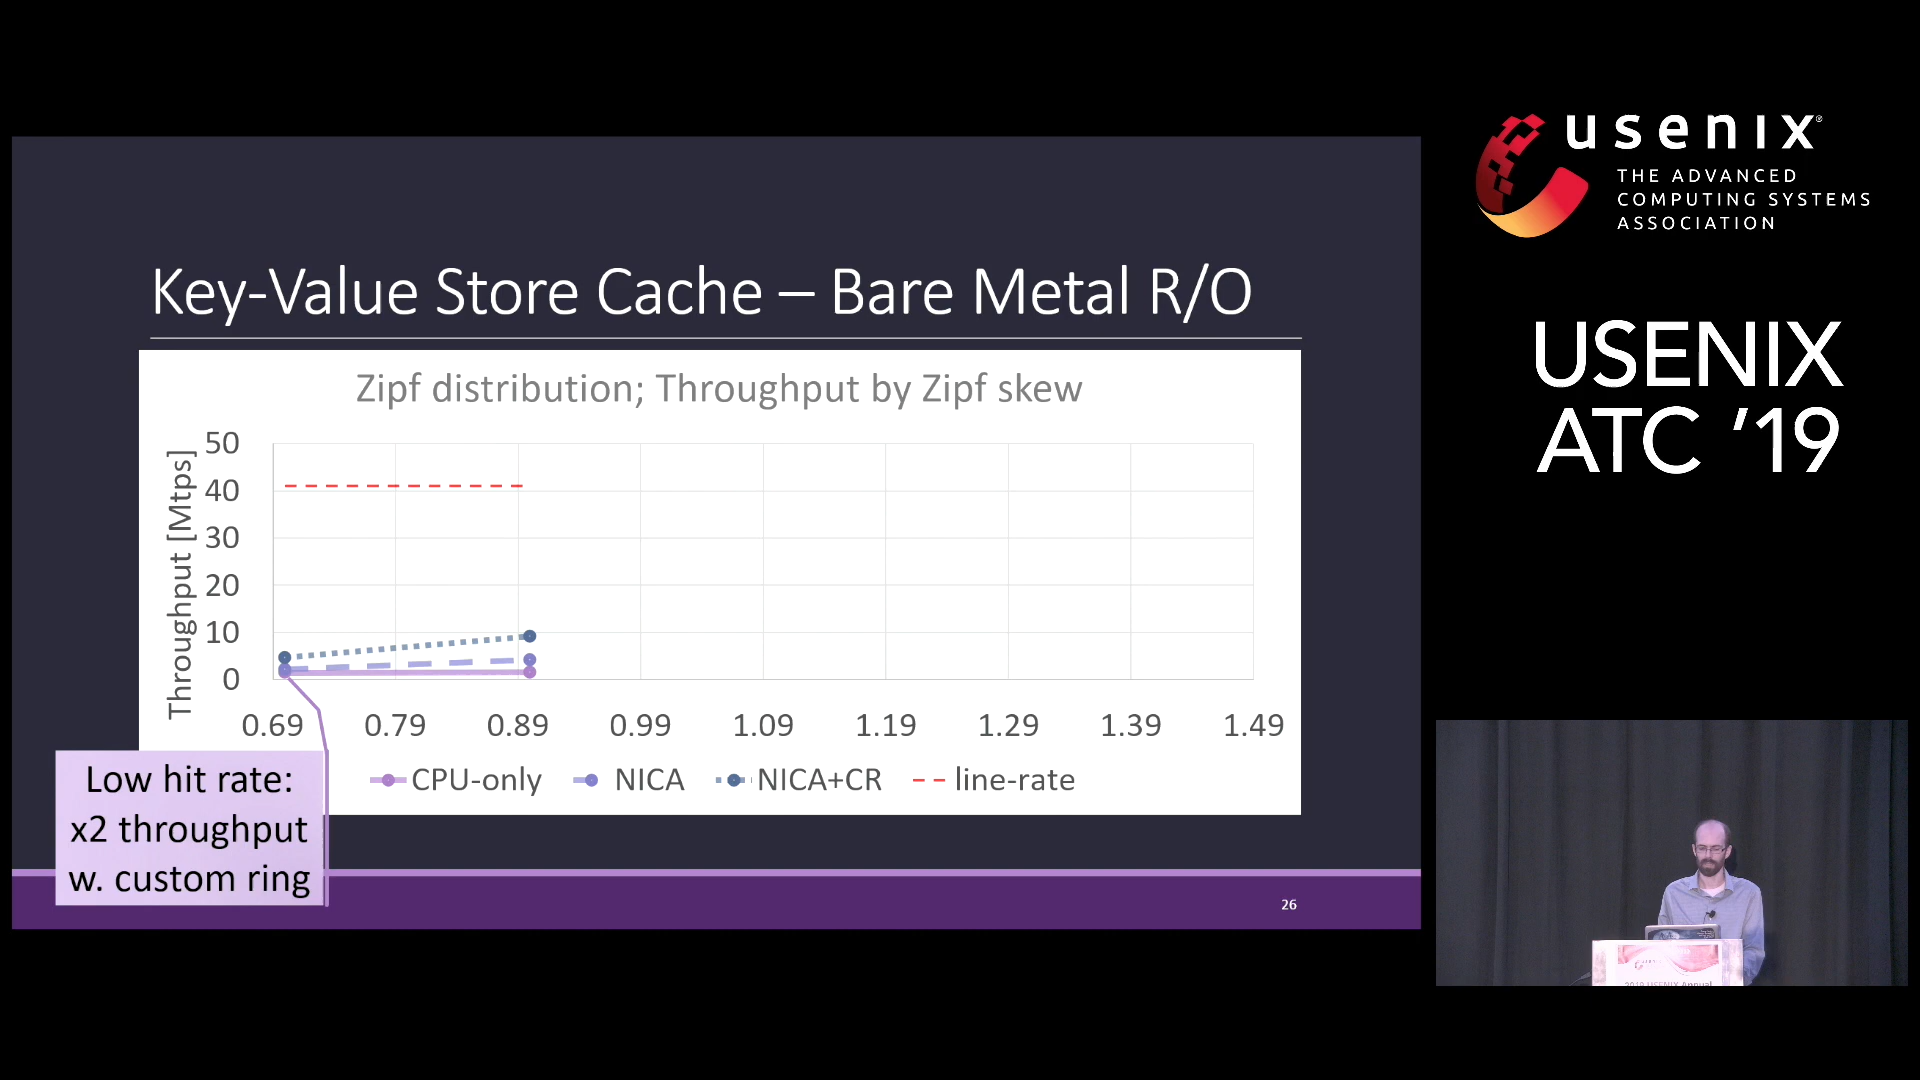 Key-Value Store Cache – Bare Metal R/O
Zipf distribution; Throughput by Zipf skew
Throughput [Mtps]
50
40
30
20
10
0
0.69 0.79 0.89 0.99 1.09 1.19 1.29 1.39 1.49
CPU-only NICA NICA+CR line-rate
Low hit rate:
x2 throughput
w. custom ring
26
usenix®
THE ADVANCED
COMPUTING SYSTEMS
ASSOCIATION
USENIX
ATC ’19
2019 USENIX Annual